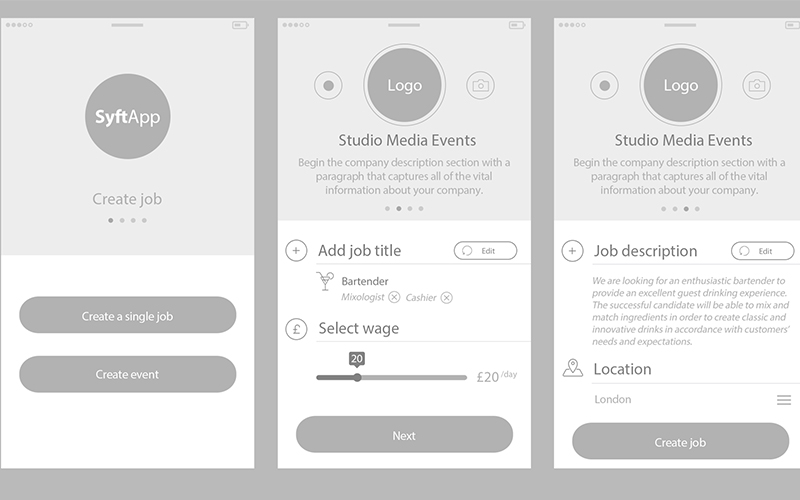 SyftApp
Create job
Create a single job
Create event
Logo
Studio Media Events
Begin the company description section with a
paragraph that captures all of the vital
information about your company.
Add job title
Edit
Bartender
Mixologist
Cashier
£
Select wage
20
£20/day
Next
Logo
Studio Media Events
Begin the company description section with a
paragraph that captures all of the vital
information about your company.
Job description
Edit
We are looking for an enthusiastic bartender to
provide an excellent guest drinking experience.
The successful candidate will be able to mix and
match ingredients in order to create classic and
innovative drinks in accordance with customers'
needs and expectations.
Location
London
Create job